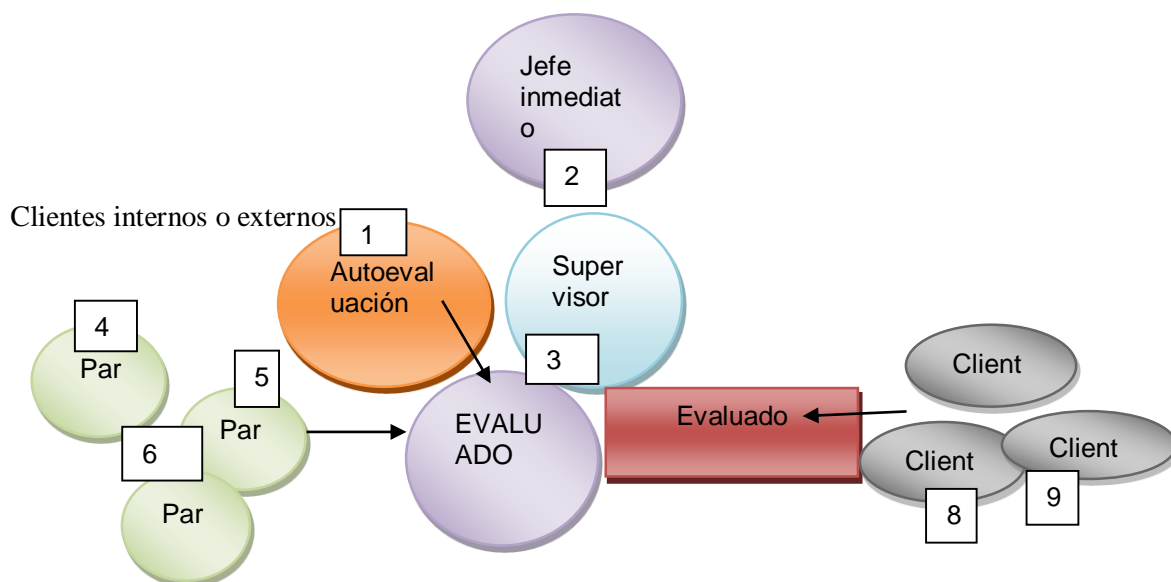 Jefe
inmediat
o
2
Clientes internos o externos
1
Autoeval
uación
Super
visor
3
4
Par
5
Par
6
Par
EVALU
ADO
Evaluado
Client
Client
8
Client
9